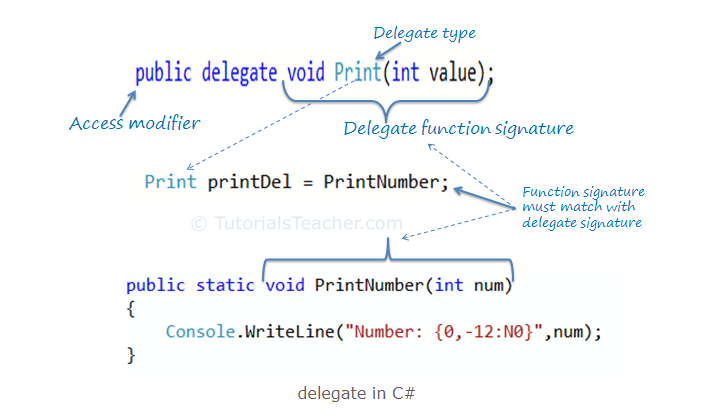 Delegate type
public delegate void Print(int value);
Access modifier
Delegate function signature
Print printDel = PrintNumber;
Function signature
must match with
delegate signature
© TutorialsTeacher.com
public static void PrintNumber(int num)
{
Console.WriteLine("Number: {0,-12:N0}",num);
}
delegate in C#